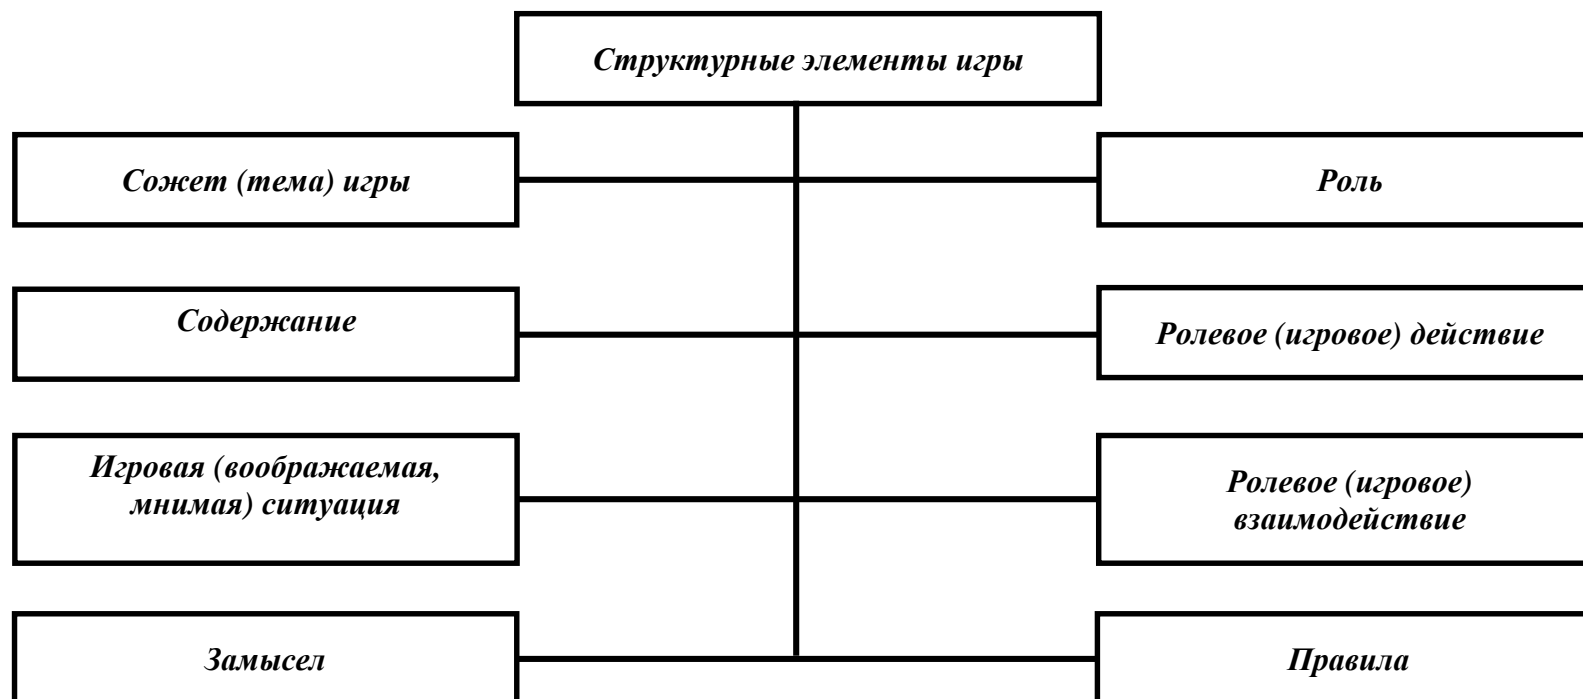 Структурные элементы игры
Сожет (тема) игры
Роль
Содержание
Ролевое (игровое) действие
Игровая (воображаемая,
мнимая) ситуация
Ролевое (игровое)
взаимодействие
Замысел
Правила